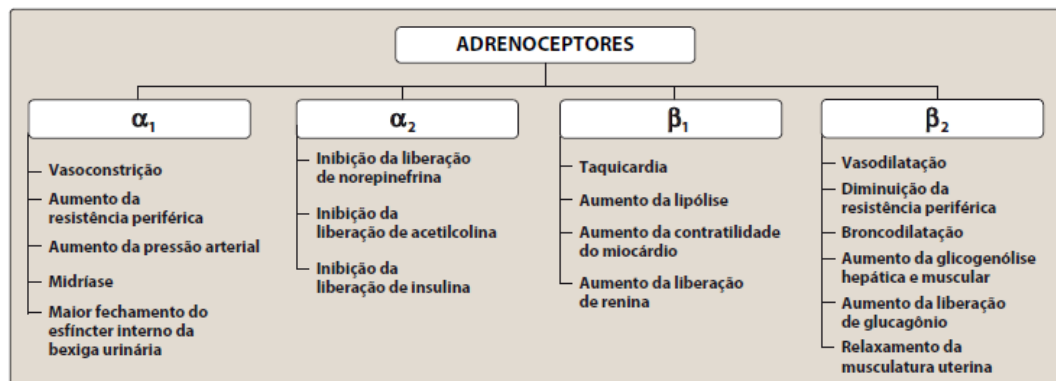 ADRENOCEPTORES
α1
Vasoconstrição
Aumento da
resistência periférica
Aumento da pressão arterial
Midríase
Maior fechamento do
esfíncter interno da
bexiga urinária
α2
Inibição da liberação
de norepinefrina
Inibição da
liberação de acetilcolina
Inibição da
liberação de insulina
β1
Taquicardia
Aumento da lipólise
Aumento da contratilidade
do miocárdio
Aumento da liberação
de renina
β2
Vasodilatação
Diminuição da
resistência periférica
Broncodilatação
Aumento da glicogenólise
hepática e muscular
Aumento da liberação
de glucagônio
Relaxamento da
musculatura uterina